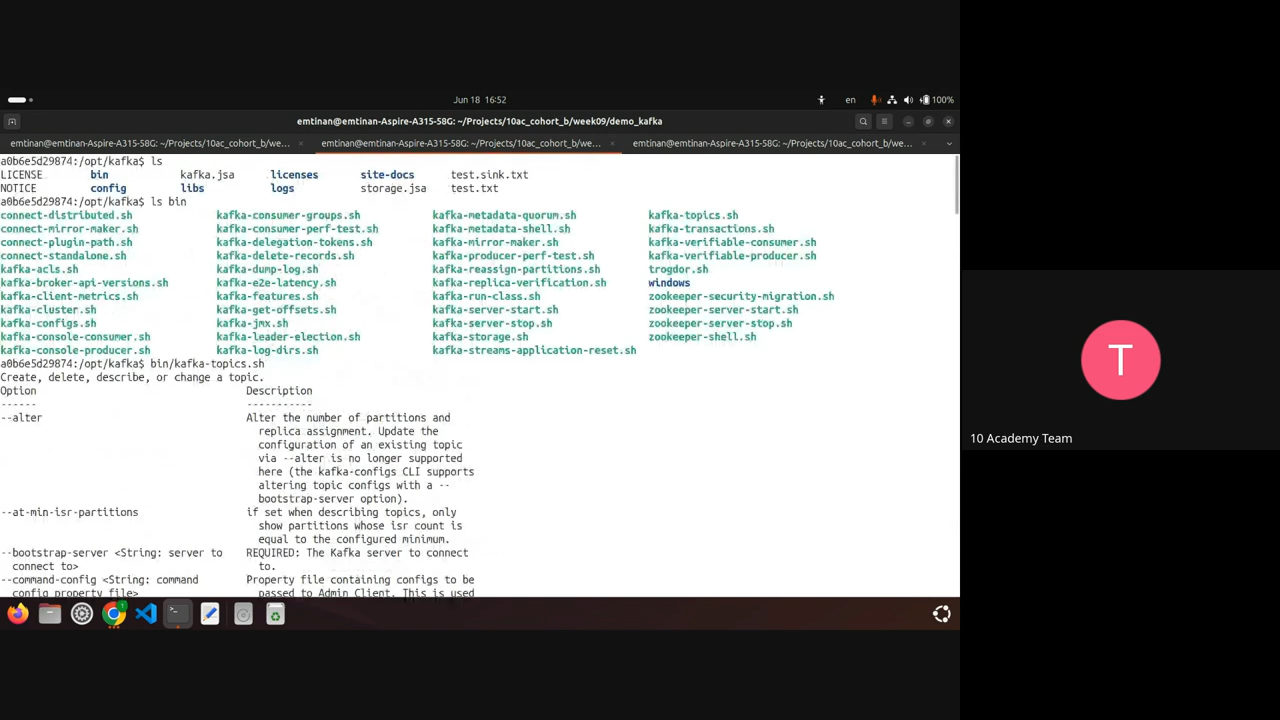 Jun 18 16:52
en
100%
emtinan@emtinan-Aspire-A315-58G: ~/Projects/10ac_cohort_b/week09/demo_kafka
emtinan@emtinan-Aspire-A315-58G: ~/Projects/10ac_cohort_b/we... emtinan@emtinan-Aspire-A315-58G: ~/Projects/10ac_cohort_b/we... emtinan@emtinan-Aspire-A315-58G: ~/Projects/10ac_cohort_b/we...
a0b6e5d29874:/opt/kafka$ ls
LICENSE bin kafka.jsa licenses site-docs test.sink.txt
NOTICE config libs logs storage.jsa test.txt
a0b6e5d29874:/opt/kafka$ ls bin
connect-distributed.sh kafka-consumer-groups.sh kafka-metadata-quorum.sh kafka-topics.sh
connect-mirror-maker.sh kafka-consumer-perf-test.sh kafka-metadata-shell.sh kafka-transactions.sh
connect-plugin-path.sh kafka-delegation-tokens.sh kafka-mirror-maker.sh kafka-verifiable-consumer.sh
connect-standalone.sh kafka-delete-records.sh kafka-producer-perf-test.sh kafka-verifiable-producer.sh
kafka-acls.sh kafka-dump-log.sh kafka-reassign-partitions.sh trogdor.sh
kafka-broker-api-versions.sh kafka-e2e-latency.sh kafka-replica-verification.sh windows
kafka-client-metrics.sh kafka-features.sh kafka-run-class.sh zookeeper-security-migration.sh
kafka-cluster.sh kafka-get-offsets.sh kafka-server-start.sh zookeeper-server-start.sh
kafka-configs.sh kafka-jmx.sh kafka-server-stop.sh zookeeper-server-stop.sh
kafka-console-consumer.sh kafka-leader-election.sh kafka-storage.sh zookeeper-shell.sh
kafka-console-producer.sh kafka-log-dirs.sh kafka-streams-application-reset.sh
a0b6e5d29874:/opt/kafka$ bin/kafka-topics.sh
Create, delete, describe, or change a topic.
Option Description
------ -----------
--alter Alter the number of partitions and
replica assignment. Update the
configuration of an existing topic
via --alter is no longer supported
here (the kafka-configs CLI supports
altering topic configs with a --
bootstrap-server option).
--at-min-isr-partitions if set when describing topics, only
show partitions whose isr count is
equal to the configured minimum.
--bootstrap-server <String: server to REQUIRED: The Kafka server to connect
connect to> to.
--command-config <String: command Property file containing configs to be
config property file> passed to Admin Client. This is used
T
10 Academy Team